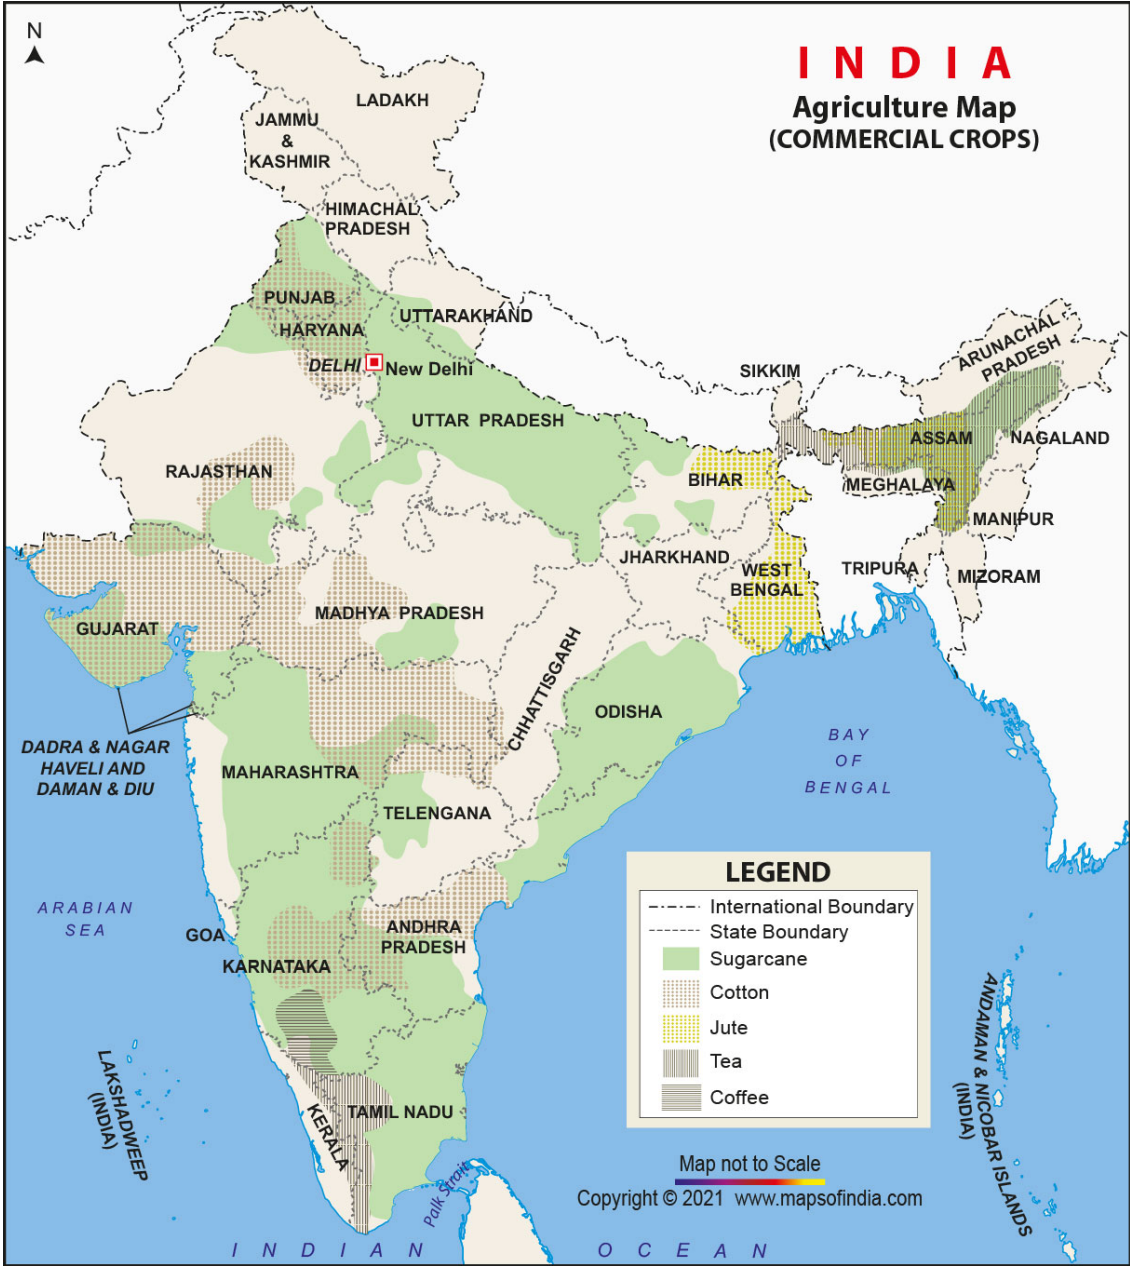 N
I N D I A
Agriculture Map
(COMMERCIAL CROPS)
LADAKH
JAMMU
&
KASHMIR
HIMACHAL
PRADESH
PUNJAB
HARYANA
UTTARAKHAND
DELHI
New Delhi
UTTAR PRADESH
RAJASTHAN
SIKKIM
ARUNACHAL
PRADESH
ASSAM
NAGALAND
MEGHALAYA
MANIPUR
BIHAR
JHARKHAND
WEST
BENGAL
TRIPURA
MIZORAM
GUJARAT
MADHYA PRADESH
CHHATTISGARH
ODISHA
DADRA & NAGAR
HAVELI AND
DAMAN & DIU
MAHARASHTRA
TELENGANA
BAY
OF
BENGAL
ARABIAN
SEA
GOA
KARNATAKA
ANDHRA
PRADESH
LEGEND
International Boundary
State Boundary
Sugarcane
Cotton
Jute
Tea
Coffee
LAKSHADWEEP
(INDIA)
KERALA
TAMIL NADU
ANDAMAN & NICOBAR ISLANDS
(INDIA)
Palk Strait
Map not to Scale
Copyright © 2021 www.mapsofindia.com
I N D I A N O C E A N